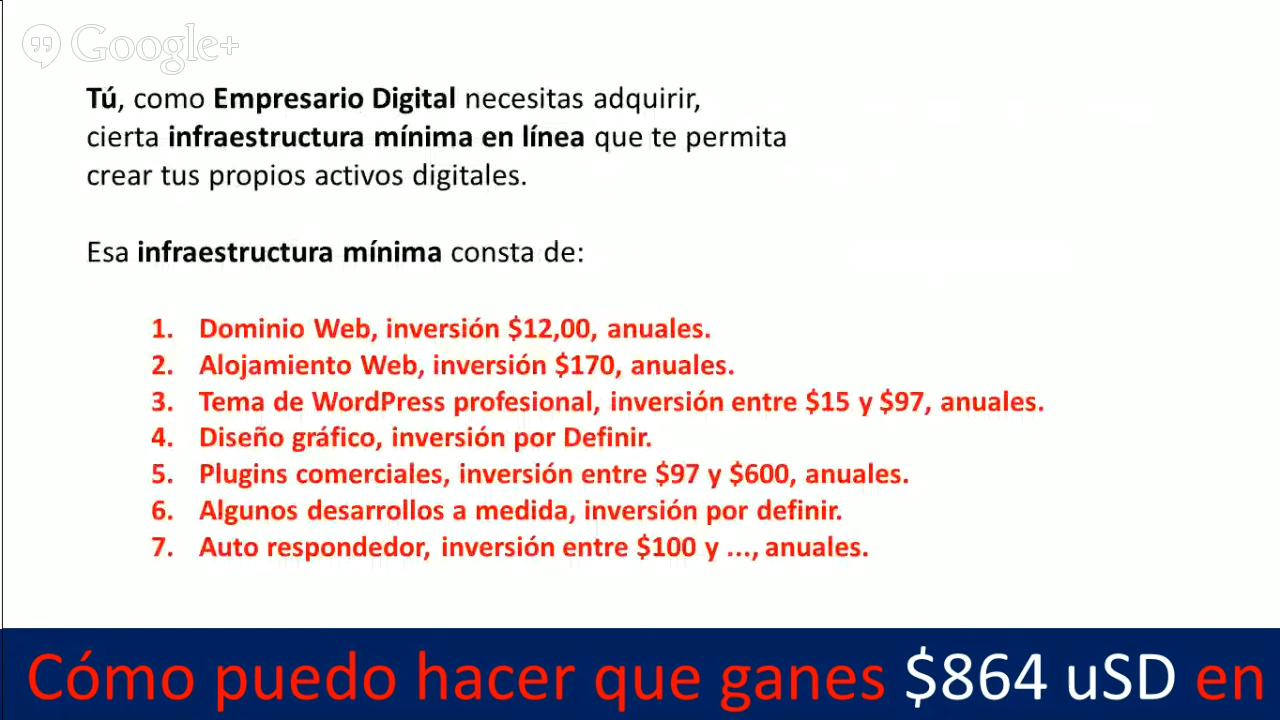 Google+
Tú, como Empresario Digital necesitas adquirir,
cierta infraestructura mínima en línea que te permita
crear tus propios activos digitales.
Esa infraestructura mínima consta de:
1. Dominio Web, inversión $12,00, anuales.
2. Alojamiento Web, inversión $170, anuales.
3. Tema de WordPress profesional, inversión entre $15 y $97, anuales.
4. Diseño gráfico, inversión por Definir.
5. Plugins comerciales, inversión entre $97 y $600, anuales.
6. Algunos desarrollos a medida, inversión por definir.
7. Auto respondedor, inversión entre $100 y ..., anuales.
Cómo puedo hacer que ganes $864 uSD en